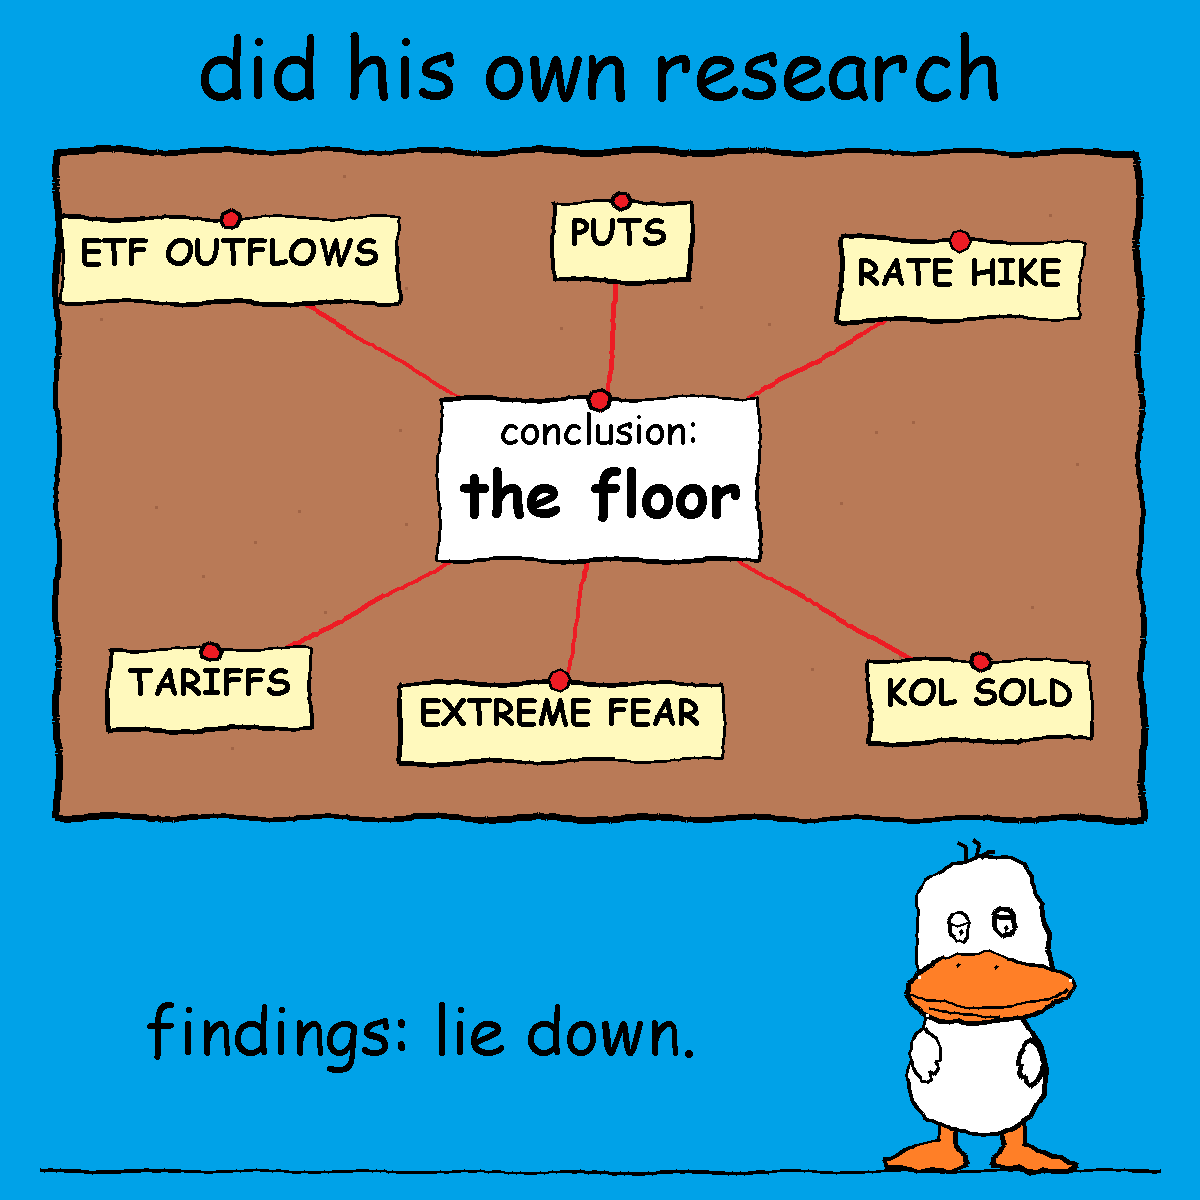 did his own research
ETF OUTFLOWS
PUTS
RATE HIKE
conclusion:
the floor
TARIFFS
EXTREME FEAR
KOL SOLD
findings: lie down.